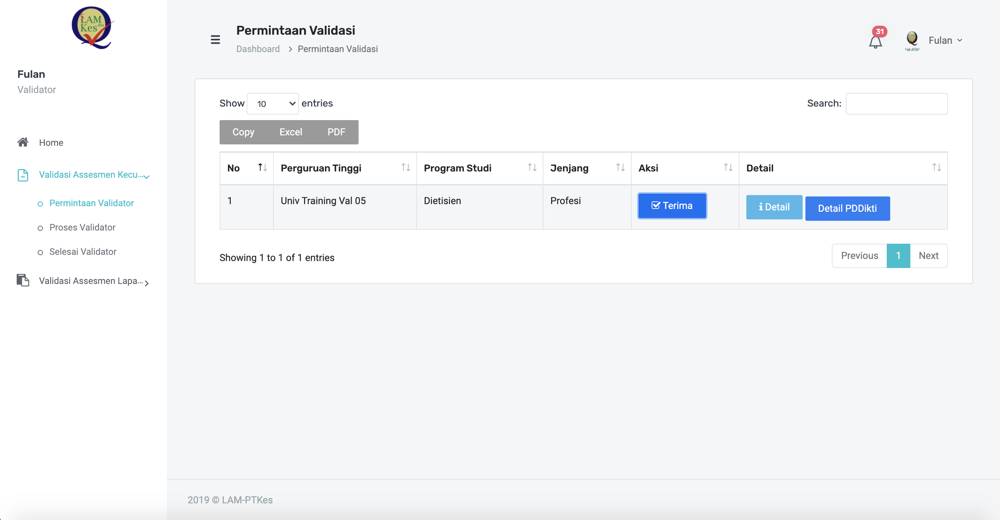 LAM
Kes 2014
Fulan
Validator
Home
Validasi Assesmen Kecu...
Permintaan Validator
Proses Validator
Selesai Validator
Validasi Assesmen Lapa...
Permintaan Validasi
Dashboard > Permintaan Validasi
31
Fulan
Show 10 entries
Search:
Copy Excel PDF
No Perguruan Tinggi Program Studi Jenjang Aksi Detail
1 Univ Training Val 05 Dietisien Profesi Terima Detail Detail PDDikti
Showing 1 to 1 of 1 entries
Previous 1 Next
2019 © LAM-PTKes